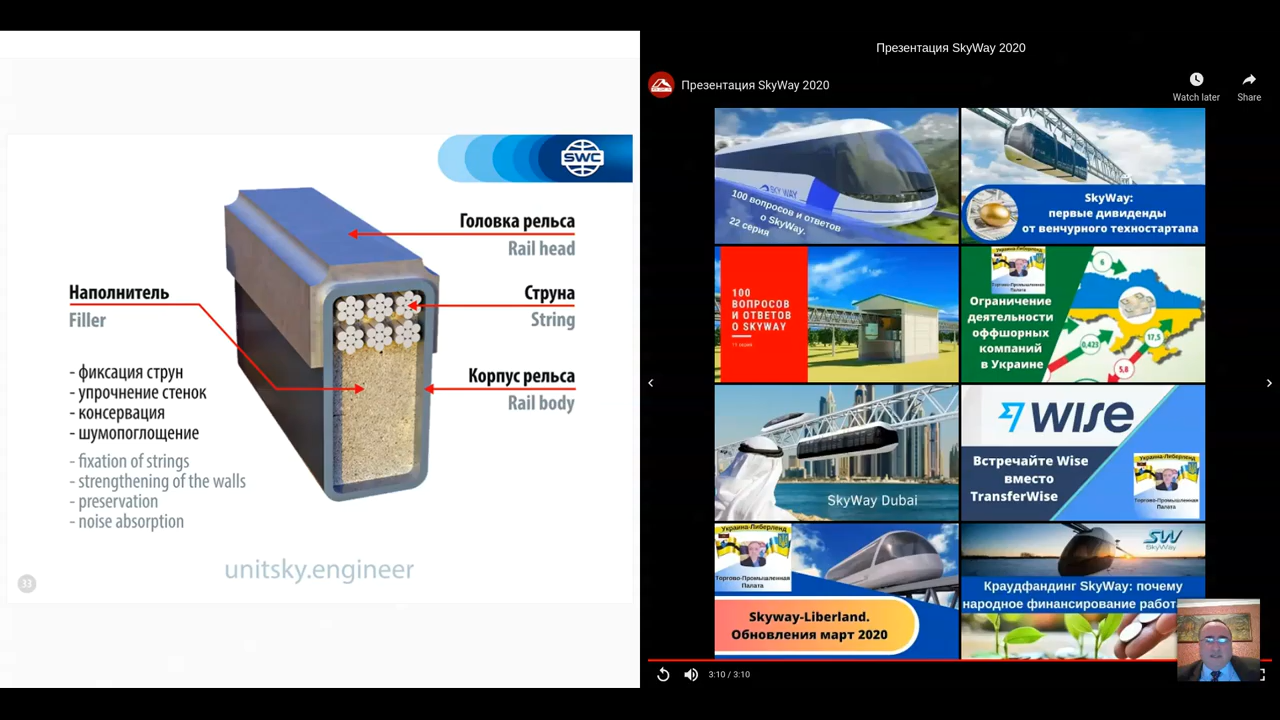 SWC
Головка рельса
Rail head
Наполнитель
Filler
Струна
String
- фиксация струн
- упрочнение стенок
- консервация
- шумопоглощение
Корпус рельса
Rail body
- fixation of strings
- strengthening of the walls
- preservation
- noise absorption
unitsky.engineer
33
Презентация SkyWay 2020
Презентация SkyWay 2020
Watch later
Share
SKY WAY
100 вопросов и ответов
о SkyWay.
22 серия
SkyWay:
первые дивиденды
от венчурного техностартапа
100
ВОПРОСОВ
И ОТВЕТОВ
О SKYWAY
Украина-Либерленд
Торгово-Промышленная
Палата
Ограничение
деятельности
оффшорных
компаний
в Украине
6
0,423
17,5
5,8
SkyWay Dubai
WISE
Встречайте Wise
вместо
TransferWise
Украина-Либерленд
Торгово-Промышленная
Палата
Украина-Либерленд
Торгово-Промышленная
Палата
Skyway-Liberland.
Обновления март 2020
SW
SkyWay
Краудфандинг SkyWay: почему
народное финансирование работ
3:10 / 3:10